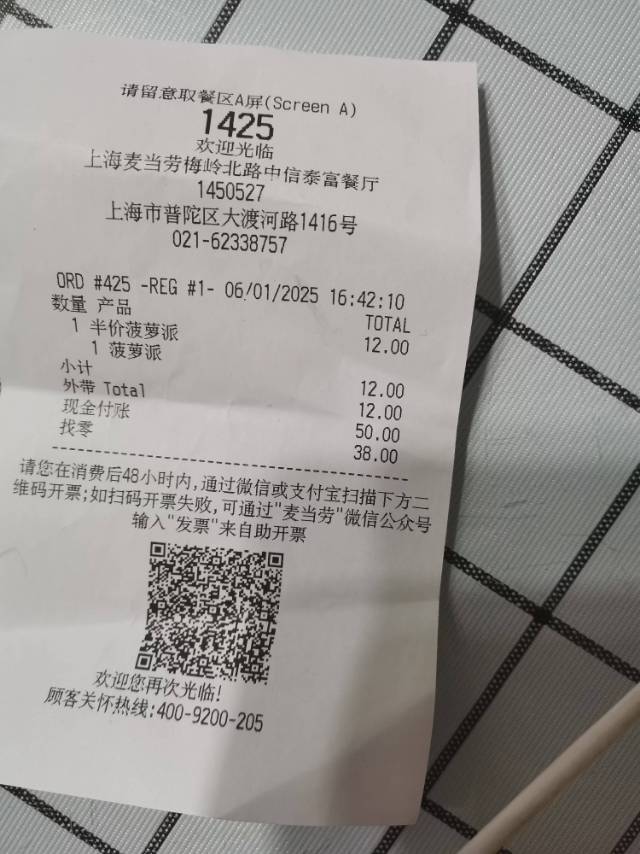 请留意取餐区A屏(Screen A)
1425
欢迎光临
上海麦当劳梅岭北路中信泰富餐厅
1450527
上海市普陀区大渡河路1416号
021-62338757
ORD #425 -REG #1- 06/01/2025 16:42:10
数量 产品 TOTAL
1 半价菠萝派 12.00
1 菠萝派
小计 12.00
外带 Total 12.00
现金付账 50.00
找零 38.00
请您在消费后48小时内,通过微信或支付宝扫描下方二
维码开票;如扫码开票失败,可通过"麦当劳"微信公众号
输入"发票"来自助开票
欢迎您再次光临!
顾客关怀热线:400-9200-205